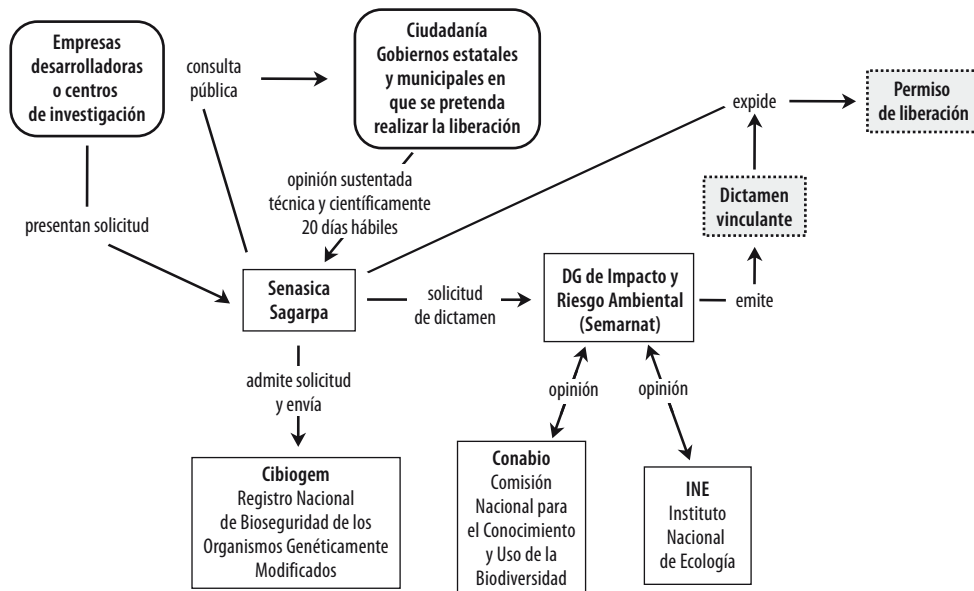 Empresas
desarrolladoras
o centros
de investigación
consulta
pública
Ciudadanía
Gobiernos estatales
y municipales en
que se pretenda
realizar la liberación
expide
Permiso
de liberación
presentan solicitud
opinión sustentada
técnica y científicamente
20 días hábiles
Dictamen
vinculante
Senasica
Sagarpa
solicitud
de dictamen
DG de Impacto y
Riesgo Ambiental
(Semarnat)
emite
admite solicitud
y envía
opinión
opinión
Cibiogem
Registro Nacional
de Bioseguridad de los
Organismos Genéticamente
Modificados
Conabio
Comisión
Nacional para
el Conocimiento
y Uso de la
Biodiversidad
INE
Instituto
Nacional
de Ecología